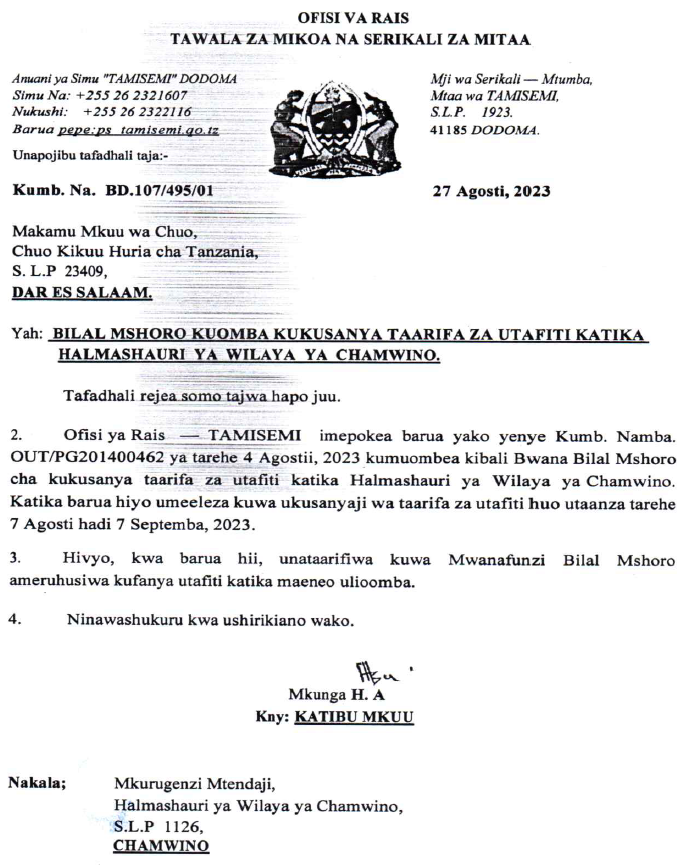 OFISI VA RAIS
TAWALA ZA MIKOA NA SERIKALI ZA MITAA
Anuani ya Simu "TAMISEMI" DODOMA
Simu Na: +255 26 2321607
Nukushi: +255 26 2322116
Barua pepe:ps tamisemi.qo.tz
Unapojibu tafadhali taja:-
Mji wa Serikali — Mtumba,
Mtaa wa TAMISEMI,
S.L.P. 1923.
41185 DODOMA.
Kumb. Na. BD.107/495/01
27 Agosti, 2023
Makamu Mkuu wa Chuo,
Chuo Kikuu Huria cha Tanzania,
S. L.P 23409,
DAR ES SALAAM.
Yah: BILAL MSHORO KUOMBA KUKUSANYA TAARIFA ZA UTAFITI KATIKA
HALMASHAURI YA WILAYA YA CHAMWINO.
Tafadhali rejea somo tajwa hapo juu.
2. Ofisi ya Rais — TAMISEMI imepokea barua yako yenye Kumb. Namba.
OUT/PG201400462 ya tarehe 4 Agostii, 2023 kumuombea kibali Bwana Bilal Mshoro
cha kukusanya taarifa za utafiti katika Halmashauri ya Wilaya ya Chamwino.
Katika barua hiyo umeeleza kuwa ukusanyaji wa taarifa za utafiti huo utaanza tarehe
7 Agosti hadi 7 Septemba, 2023.
3. Hivyo, kwa barua hii, unataarifiwa kuwa Mwanafunzi Bilal Mshoro
ameruhusiwa kufanya utafiti katika maeneo ulioomba.
4. Ninawashukuru kwa ushirikiano wako.
Mkunga H. A
Kny: KATIBU MKUU
Nakala; Mkurugenzi Mtendaji,
Halmashauri ya Wilaya ya Chamwino,
S.L.P 1126,
CHAMWINO